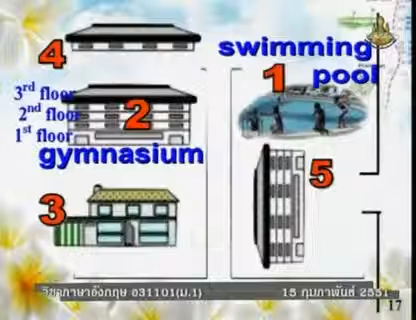 4
swimming
1
pool
3rd floor
2nd floor
2
1st floor
gymnasium
5
3
วิชาภาษาอังกฤษ อ31101(ม.1)
15 กุมภาพันธ์ 2551
17